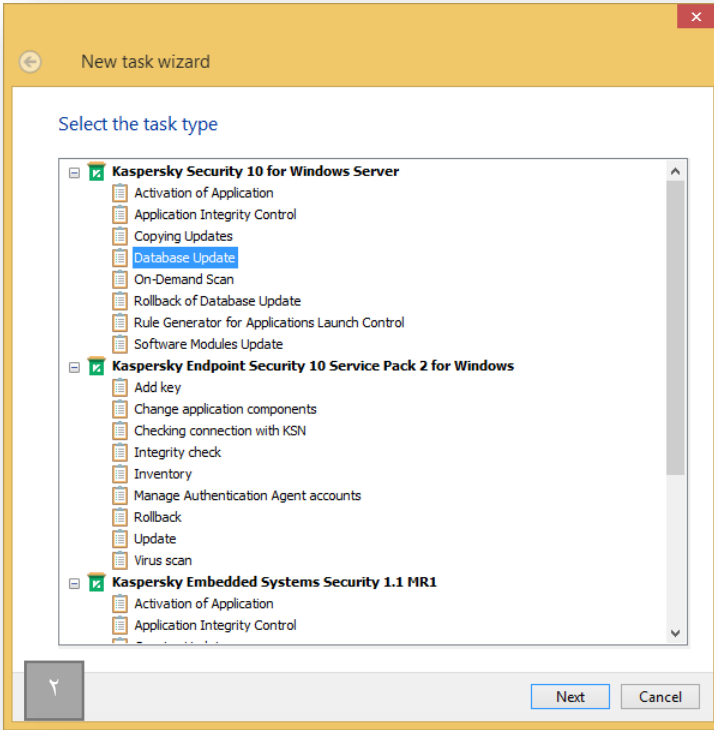 New task wizard
Select the task type
Kaspersky Security 10 for Windows Server
Activation of Application
Application Integrity Control
Copying Updates
Database Update
On-Demand Scan
Rollback of Database Update
Rule Generator for Applications Launch Control
Software Modules Update
Kaspersky Endpoint Security 10 Service Pack 2 for Windows
Add key
Change application components
Checking connection with KSN
Integrity check
Inventory
Manage Authentication Agent accounts
Rollback
Update
Virus scan
Kaspersky Embedded Systems Security 1.1 MR1
Activation of Application
Application Integrity Control
٢
Next Cancel